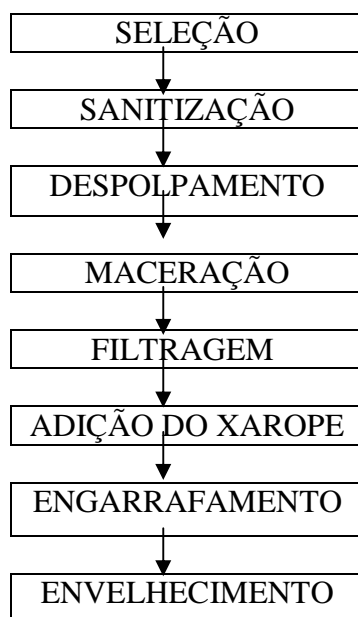 SELEÇÃO
SANITIZAÇÃO
DESPOLPAMENTO
MACERAÇÃO
FILTRAGEM
ADIÇÃO DO XAROPE
ENGARRAFAMENTO
ENVELHECIMENTO